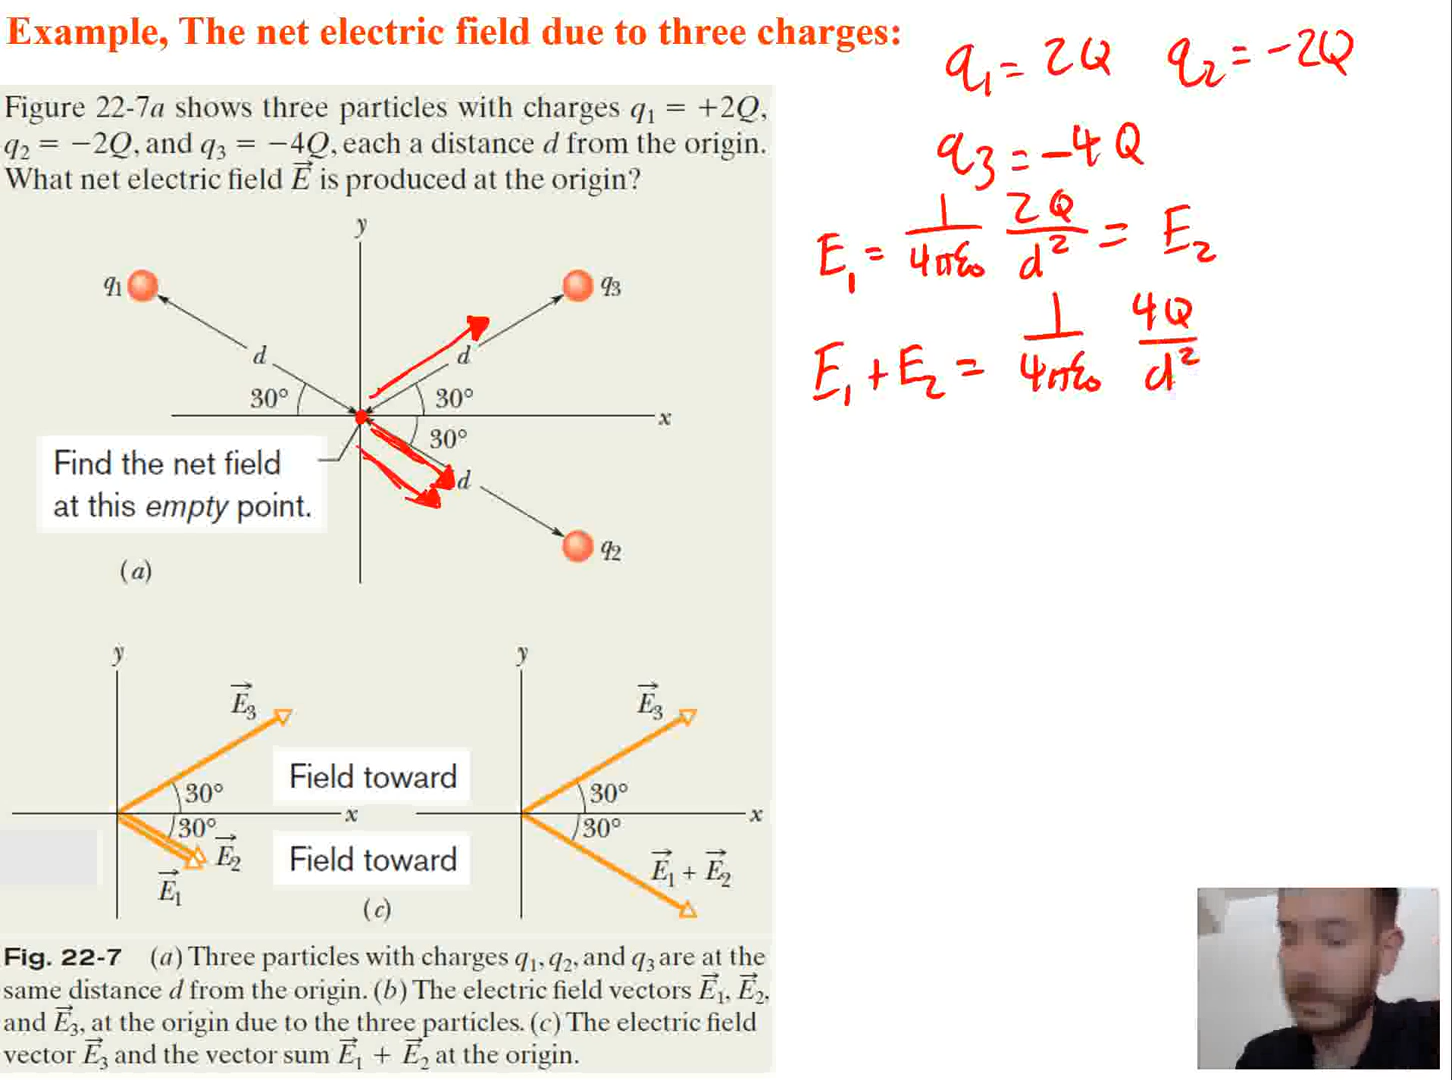 Example, The net electric field due to three charges:
q₁ = 2Q q₂ = -2Q
q₃ = -4Q
E₁ = 1/4πε₀ 2Q/d² = E₂
E₁ + E₂ = 1/4πε₀ 4Q/d²
Figure 22-7a shows three particles with charges q₁ = +2Q,
q₂ = −2Q, and q₃ = −4Q, each a distance d from the origin.
What net electric field E⃗ is produced at the origin?
y
q₁
q₃
d
d
30°
30°
x
30°
Find the net field
at this empty point.
d
q₂
(a)
y
E⃗₃
30°
Field toward
x
30°
E⃗₂
Field toward
E⃗₁
y
E⃗₃
30°
x
30°
E⃗₁ + E⃗₂
(c)
Fig. 22-7 (a) Three particles with charges q₁, q₂, and q₃ are at the
same distance d from the origin. (b) The electric field vectors E⃗₁, E⃗₂,
and E⃗₃, at the origin due to the three particles. (c) The electric field
vector E⃗₃ and the vector sum E⃗₁ + E⃗₂ at the origin.